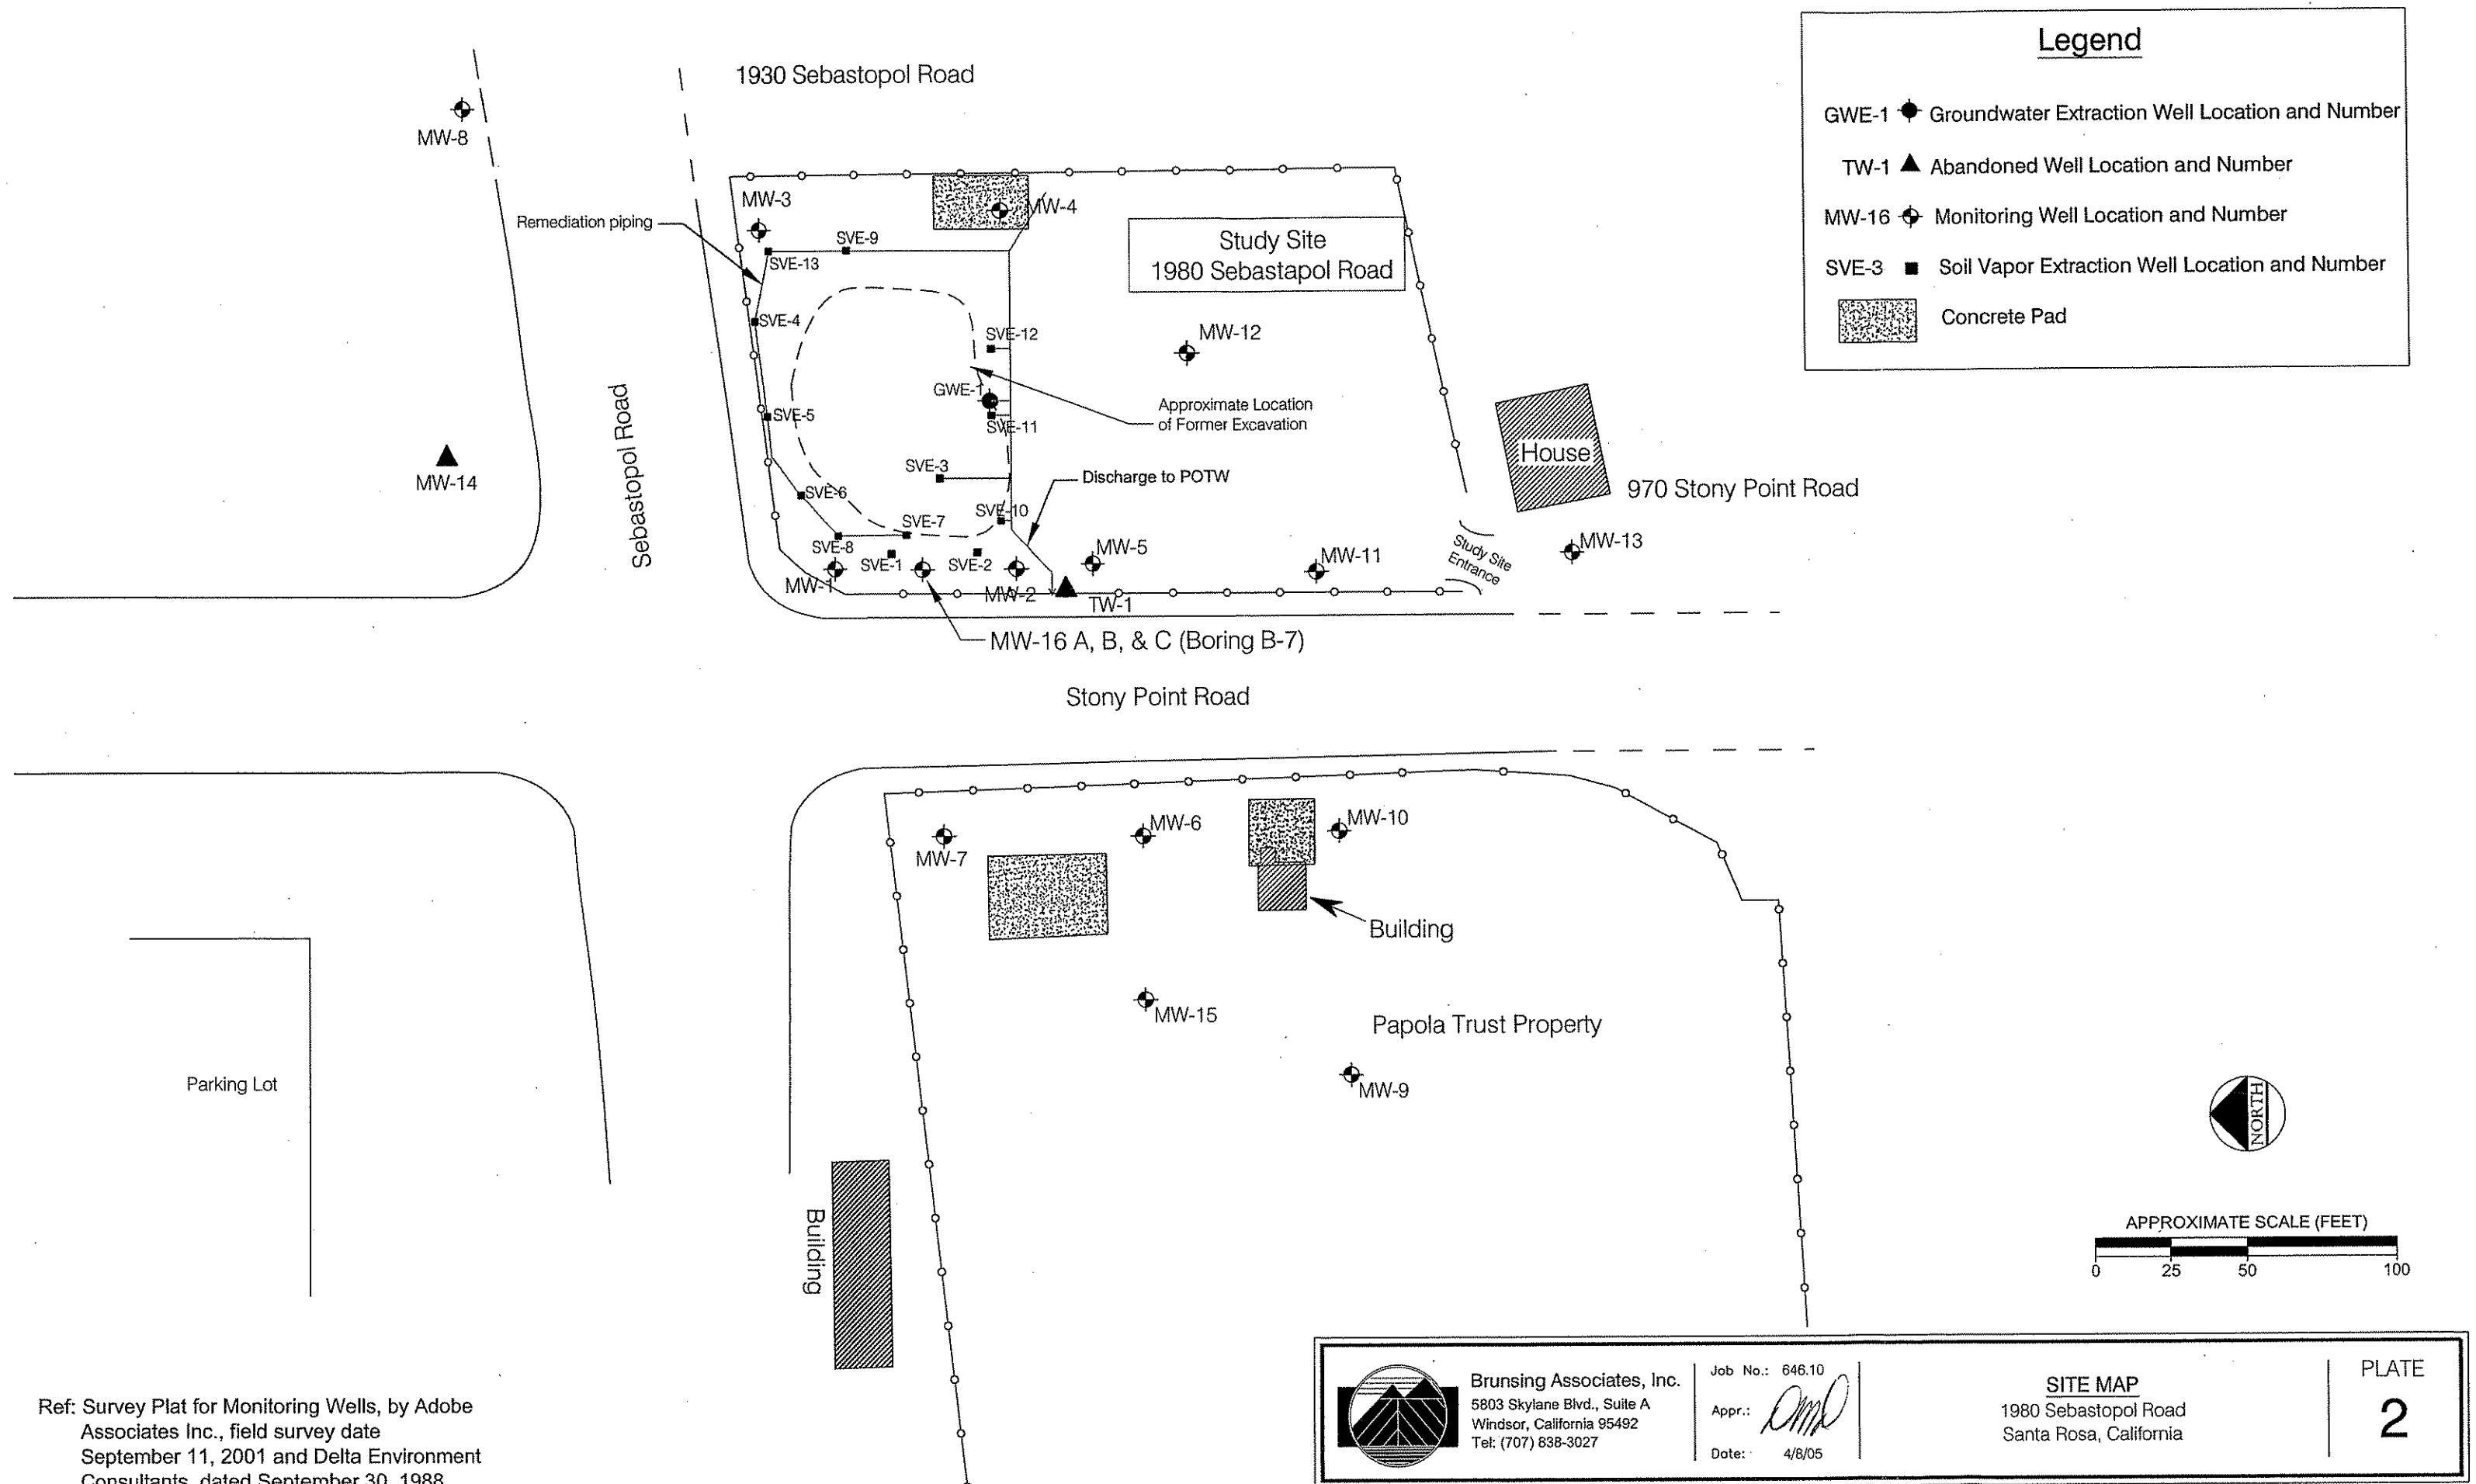 1930 Sebastopol Road
MW-8
MW-3
Remediation piping
MW-4
SVE-9
SVE-13
Study Site
1980 Sebastapol Road
SVE-4
SVE-12
MW-12
GWE-1
Approximate Location
of Former Excavation
SVE-5
SVE-11
SVE-3
SVE-6
Discharge to POTW
SVE-10
SVE-7
SVE-8
SVE-1
SVE-2
MW-5
MW-11
MW-1
MW-2
TW-1
MW-16 A, B, & C (Boring B-7)
Sebastopol Road
MW-14
House
970 Stony Point Road
Study Site
Entrance
MW-13
Legend
GWE-1 Groundwater Extraction Well Location and Number
TW-1 Abandoned Well Location and Number
MW-16 Monitoring Well Location and Number
SVE-3 Soil Vapor Extraction Well Location and Number
Concrete Pad
Stony Point Road
MW-7
MW-6
MW-10
Building
MW-15
Papola Trust Property
MW-9
Parking Lot
Building
NORTH
APPROXIMATE SCALE (FEET)
0 25 50 100
Ref: Survey Plat for Monitoring Wells, by Adobe
Associates Inc., field survey date
September 11, 2001 and Delta Environment
Consultants, dated September 30, 1988
Brunsing Associates, Inc.
5803 Skylane Blvd., Suite A
Windsor, California 95492
Tel: (707) 838-3027
Job No.: 646.10
Appr.:
Date: 4/8/05
SITE MAP
1980 Sebastopol Road
Santa Rosa, California
PLATE
2